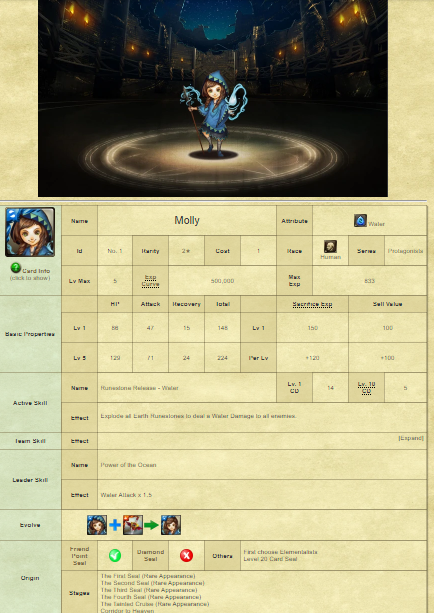 Name Molly Attribute Water
Id No. 1 Rarity 2★ Cost 1 Race Human Series Protagonists
Card Info
(click to show)
Lv Max 5 Exp Curve 500,000 Max Exp 833
HP Attack Recovery Total Sacrifice Exp Sell Value
Basic Properties
Lv 1 86 47 15 148 Lv 1 150 100
Lv 5 129 71 24 224 Per Lv +120 +100
Active Skill
Name Runestone Release - Water Lv. 1 CD 14 Lv. 10 CD 5
Effect Explode all Earth Runestones to deal a Water Damage to all enemies.
Team Skill Effect [Expand]
Leader Skill
Name Power of the Ocean
Effect Water Attack x 1.5
Evolve
Origin
Friend Point Seal Diamond Seal Others First choose Elementalists
Level 20 Card Seal
Stages
The First Seal (Rare Appearance)
The Second Seal (Rare Appearance)
The Third Seal (Rare Appearance)
The Fourth Seal (Rare Appearance)
The Tainted Cruise (Rare Appearance)
Corridor to Heaven